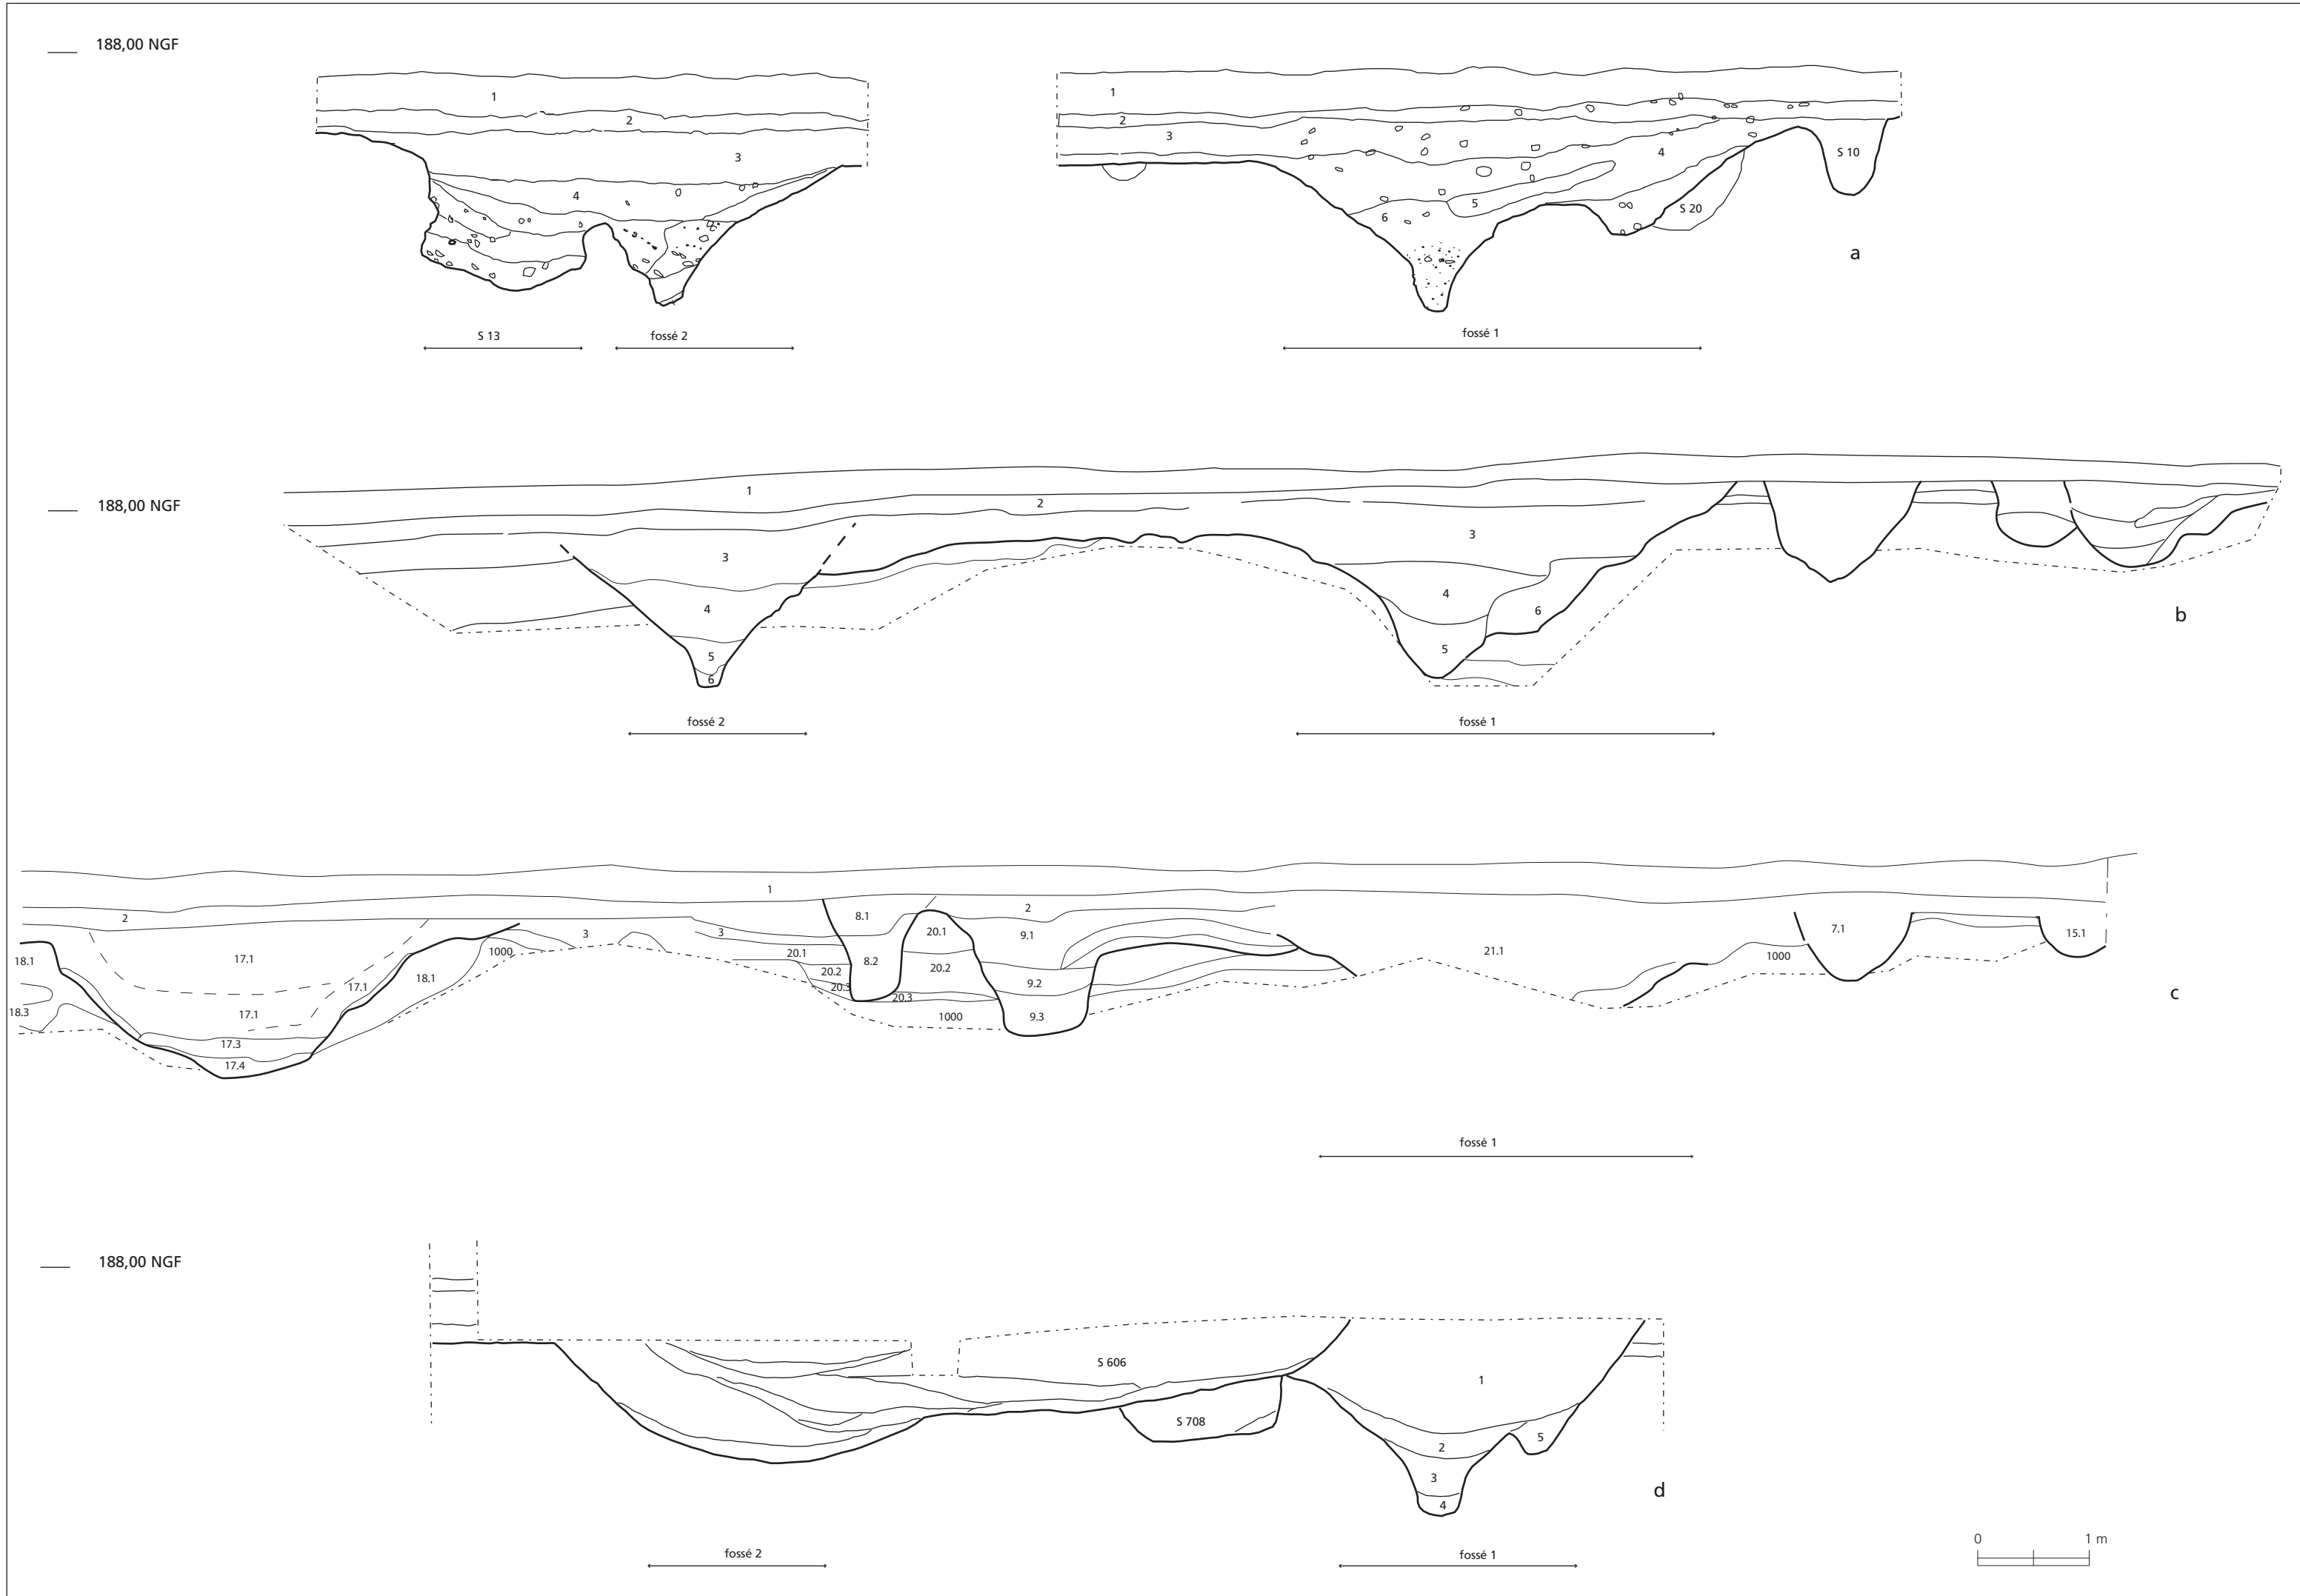 188,00 NGF
1
2
3
4
S 13
fossé 2
1
2
3
4
5
6
S 20
S 10
fossé 1
a
188,00 NGF
1
2
3
4
5
6
3
4
5
6
fossé 2
fossé 1
b
1
2
17.1
17.1
17.1
17.3
17.4
18.1
18.1
18.3
1000
3
3
8.1
8.2
20.1
20.2
20.3
20.1
20.2
20.3
1000
2
9.1
9.2
9.3
21.1
1000
7.1
15.1
fossé 1
c
188,00 NGF
S 606
S 708
1
2
3
4
5
fossé 2
fossé 1
d
0 1 m